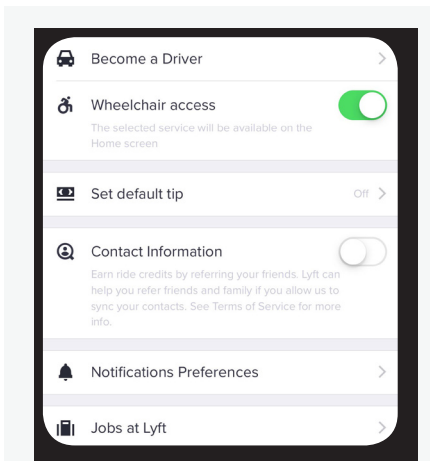 Become a Driver
Wheelchair access
The selected service will be available on the
Home screen
Set default tip
Off
Contact Information
Earn ride credits by referring your friends. Lyft can
help you refer friends and family if you allow us to
sync your contacts. See Terms of Service for more
info.
Notifications Preferences
Jobs at Lyft